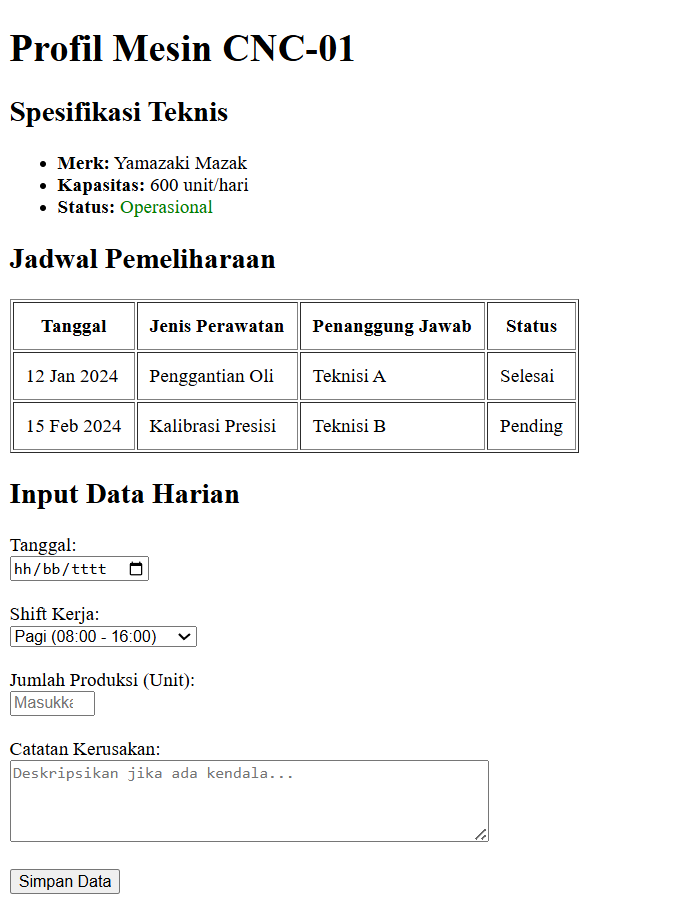 Profil Mesin CNC-01
Spesifikasi Teknis
Merk: Yamazaki Mazak
Kapasitas: 600 unit/hari
Status: Operasional
Jadwal Pemeliharaan
Tanggal Jenis Perawatan Penanggung Jawab Status
12 Jan 2024 Penggantian Oli Teknisi A Selesai
15 Feb 2024 Kalibrasi Presisi Teknisi B Pending
Input Data Harian
Tanggal:
hh/bb/tttt
Shift Kerja:
Pagi (08:00 - 16:00)
Jumlah Produksi (Unit):
Masukka
Catatan Kerusakan:
Deskripsikan jika ada kendala...
Simpan Data